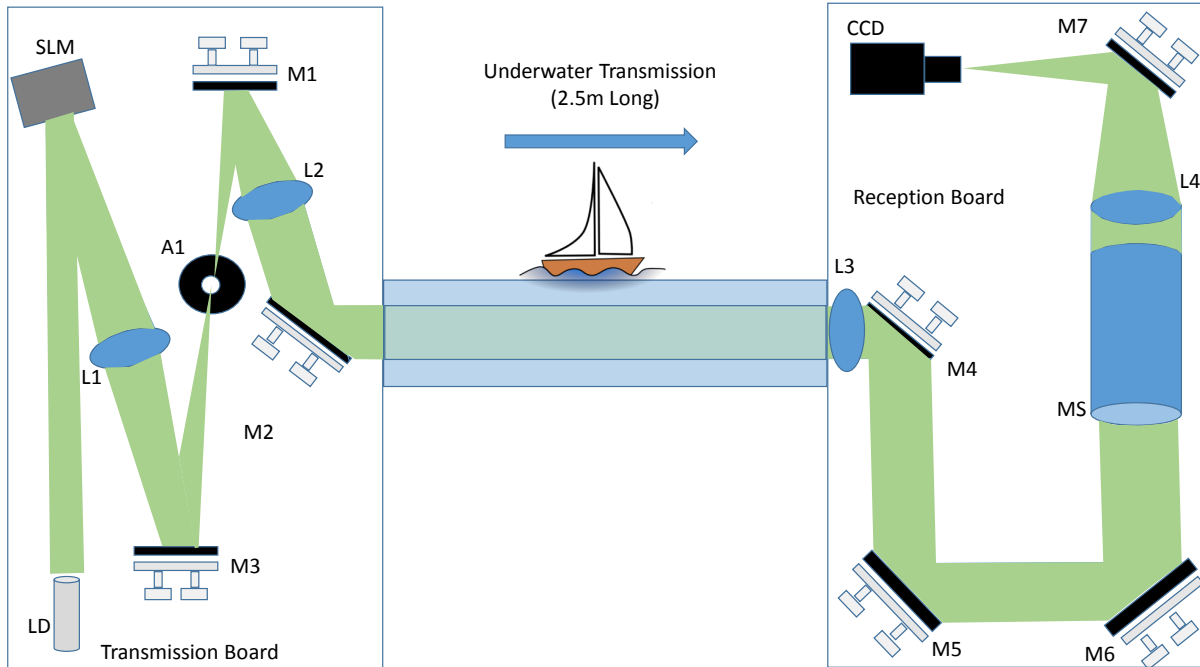 SLM
M1
L2
A1
L1
M2
M3
LD
Transmission Board
Underwater Transmission
(2.5m Long)
CCD
M7
L4
Reception Board
L3
M4
MS
M5
M6